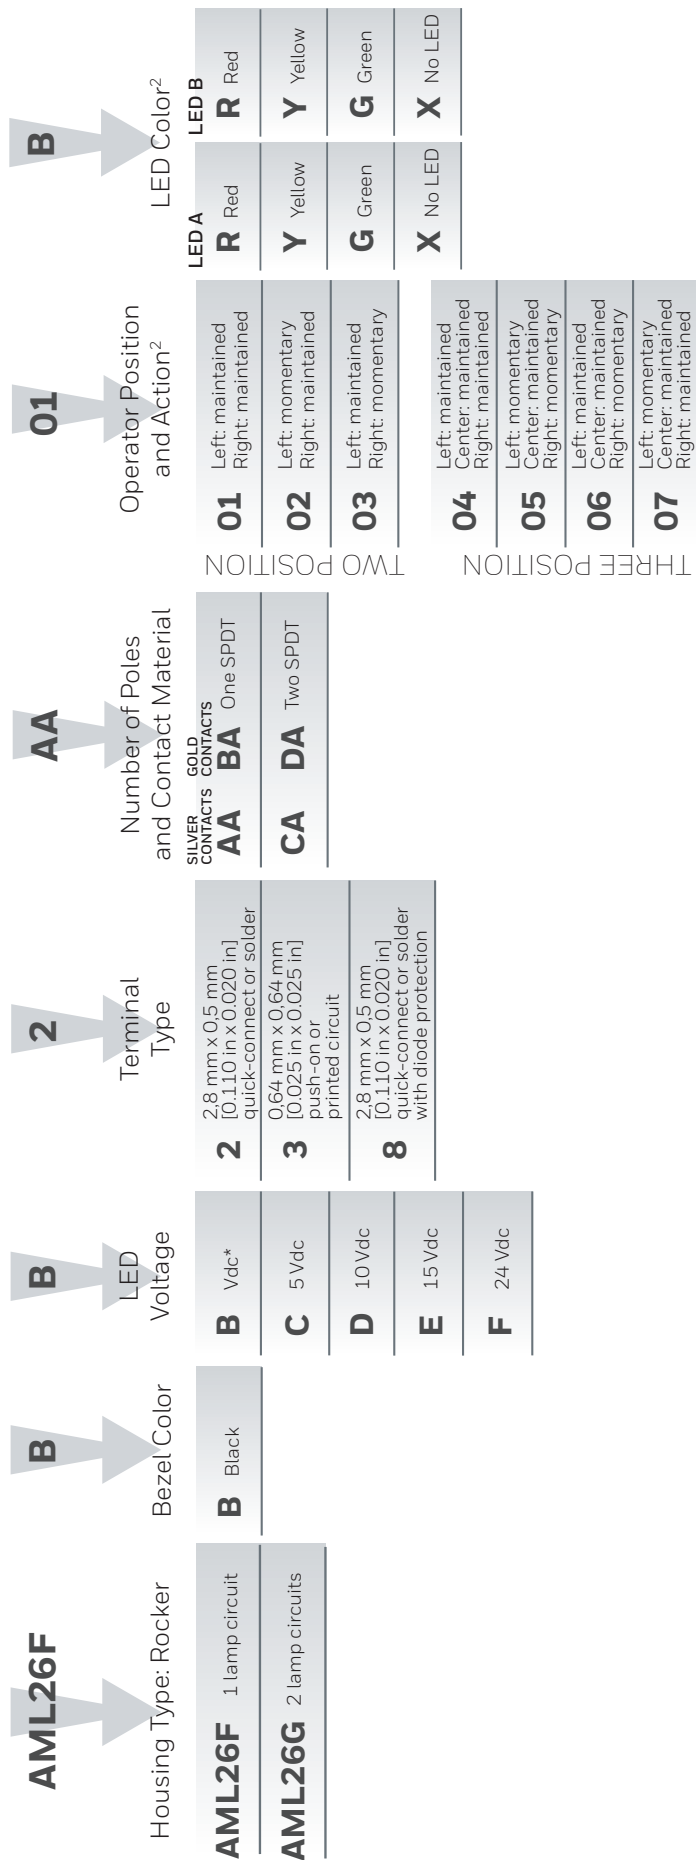 AML26F
Housing Type: Rocker
AML26F 1 lamp circuit
AML26G 2 lamp circuits
B
Bezel Color
B Black
B
LED
Voltage
B Vdc*
C 5 Vdc
D 10 Vdc
E 15 Vdc
F 24 Vdc
2
Terminal
Type
2 2,8 mm x 0,5 mm
[0.110 in x 0.020 in]
quick-connect or solder
3 0,64 mm x 0,64 mm
[0.025 in x 0.025 in]
push-on or
printed circuit
8 2,8 mm x 0,5 mm
[0.110 in x 0.020 in]
quick-connect or solder
with diode protection
AA
Number of Poles
and Contact Material
SILVER CONTACTS GOLD CONTACTS
AA BA One SPDT
CA DA Two SPDT
01
Operator Position
and Action²
TWO POSITION
01 Left: maintained
Right: maintained
02 Left: momentary
Right: maintained
03 Left: maintained
Right: momentary
THREE POSITION
04 Left: maintained
Center: maintained
Right: maintained
05 Left: momentary
Center: maintained
Right: momentary
06 Left: maintained
Center: maintained
Right: momentary
07 Left: momentary
Center: maintained
Right: maintained
B
LED Color²
LED A LED B
R Red R Red
Y Yellow Y Yellow
G Green G Green
X No LED X No LED